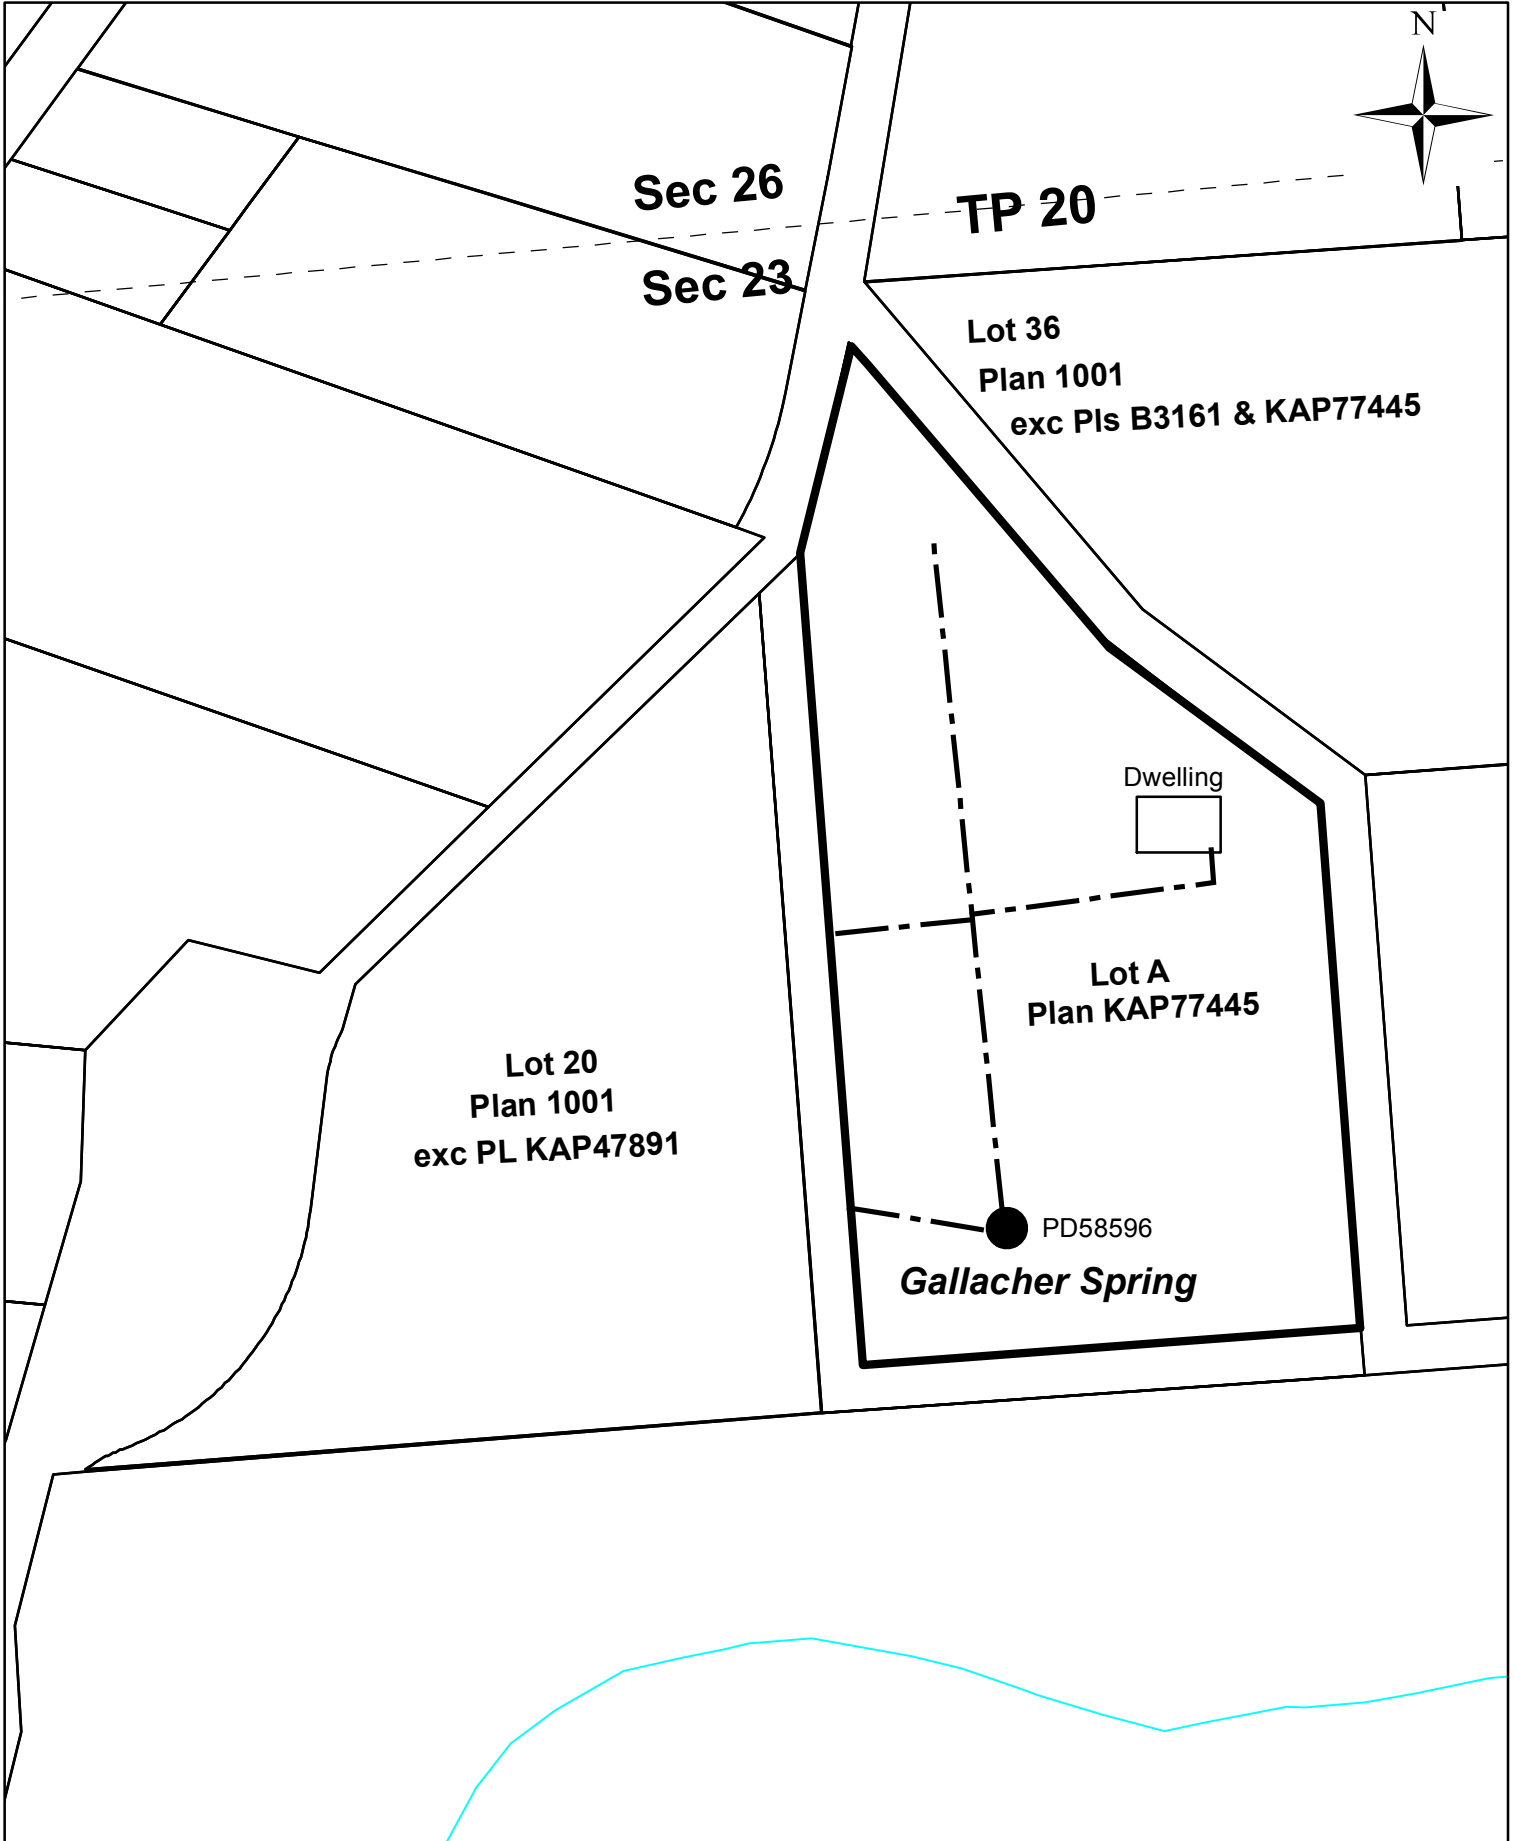 N
Sec 26
TP 20
Sec 23
Lot 36
Plan 1001
exc Pls B3161 & KAP77445
Dwelling
Lot A
Plan KAP77445
Lot 20
Plan 1001
exc PL KAP47891
PD58596
Gallacher Spring